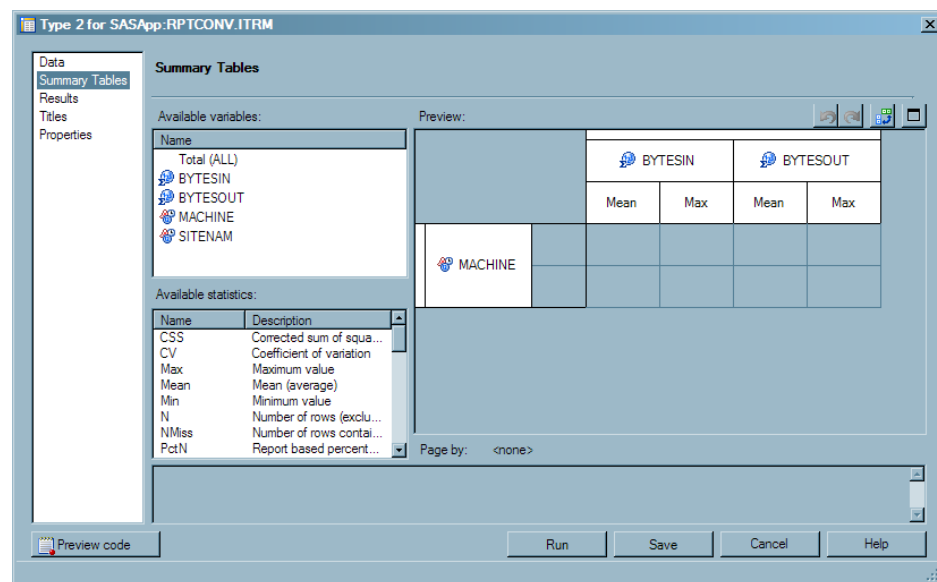 Type 2 for SASApp:RPTCONV.ITRM
Data
Summary Tables
Results
Titles
Properties
Summary Tables
Available variables:
Name
Total (ALL)
BYTESIN
BYTESOUT
MACHINE
SITENAM
Available statistics:
Name Description
CSS Corrected sum of squa...
CV Coefficient of variation
Max Maximum value
Mean Mean (average)
Min Minimum value
N Number of rows (exclu...
NMiss Number of rows contai...
PctN Report based percent...
Preview:
BYTESIN BYTESOUT
Mean Max Mean Max
MACHINE
Page by: <none>
Preview code Run Save Cancel Help